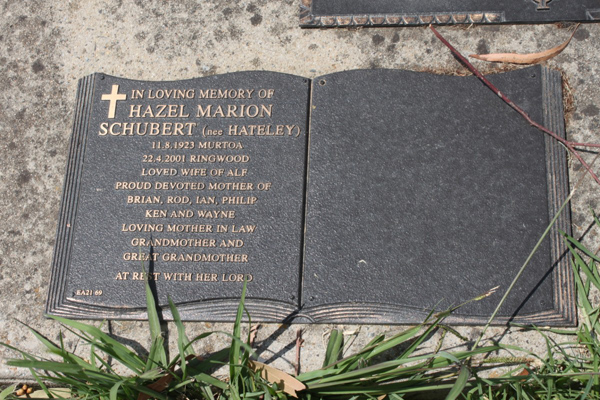 IN LOVING MEMORY OF
HAZEL MARION
SCHUBERT (nee HATELEY)
11.8.1923 MURTOA
22.4.2001 RINGWOOD
LOVED WIFE OF ALF
PROUD DEVOTED MOTHER OF
BRIAN, ROD, IAN, PHILIP,
KEN AND WAYNE
LOVING MOTHER IN LAW
GRANDMOTHER AND
GREAT GRANDMOTHER
AT REST WITH HER LORD
EA21 69